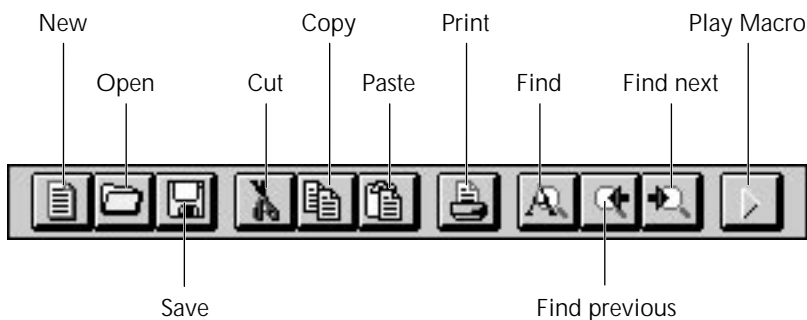 New
Copy
Print
Play Macro
Open
Cut
Paste
Find
Find next
Save
Find previous